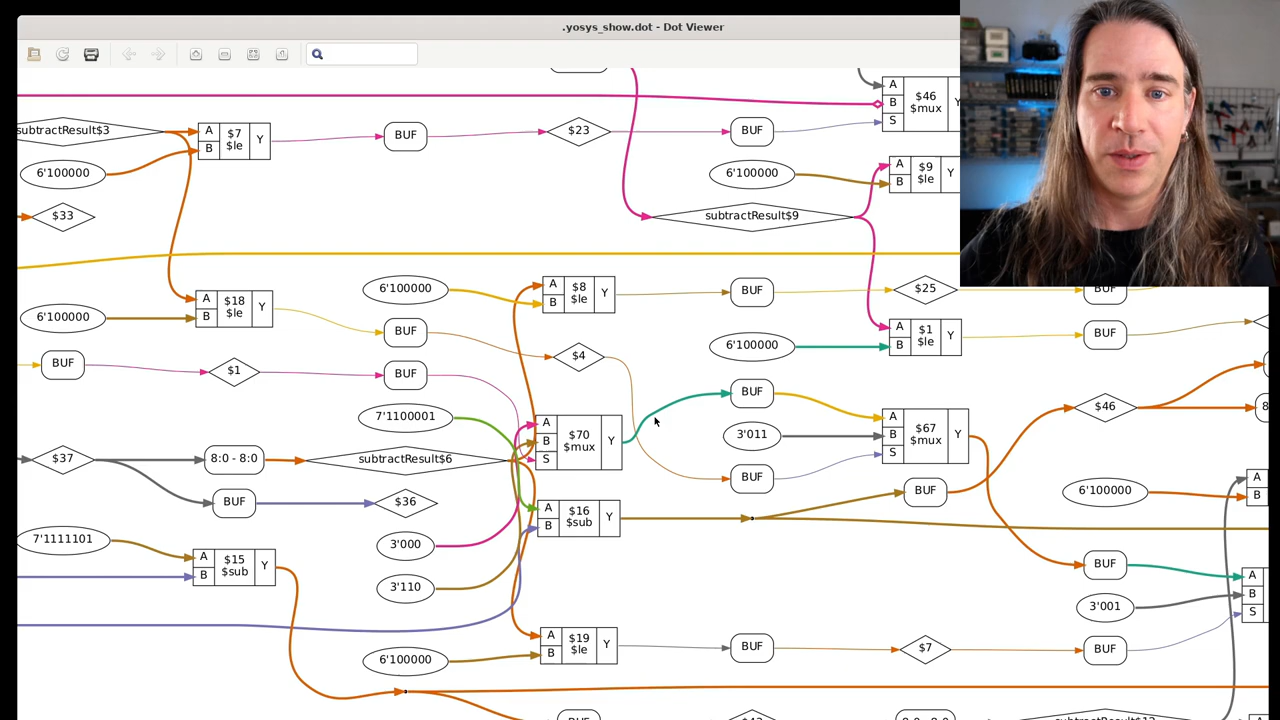 .yosys_show.dot - Dot Viewer
A B $46 $mux Y S
subtractResult$3
A B $7 $le Y
BUF
$23
BUF
6'100000
6'100000
A B $9 $le Y
$33
subtractResult$9
6'100000
A B $8 $le Y
BUF
$25
BUF
6'100000
A B $18 $le Y
BUF
$4
6'100000
A B $1 $le Y
BUF
BUF
$1
BUF
BUF
$46
7'1100001
A B S $70 $mux Y
3'011
A B S $67 $mux Y
8
$37
8:0 - 8:0
subtractResult$6
BUF
BUF
$36
BUF
6'100000
A B
7'1111101
A B $15 $sub Y
3'000
A B $16 $sub Y
3'110
BUF
A B S
3'001
6'100000
A B $19 $le Y
BUF
$7
BUF